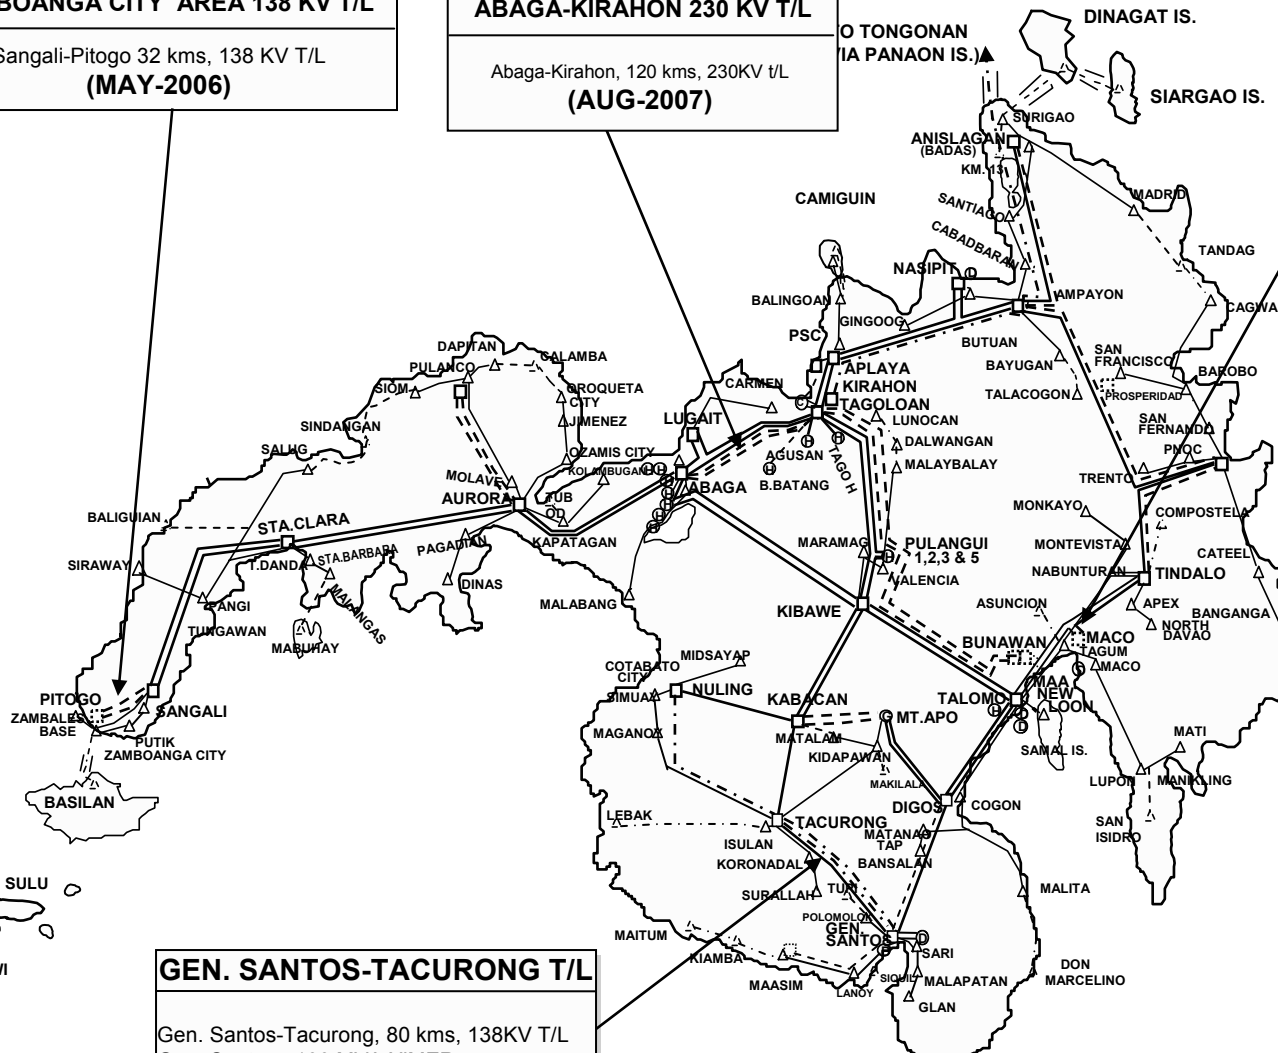 BOANGA CITY AREA 138 KV T/L
Sangali-Pitogo 32 kms, 138 KV T/L
(MAY-2006)
ABAGA-KIRAHON 230 KV T/L
Abaga-Kirahon, 120 kms, 230KV t/L
(AUG-2007)
O TONGONAN
VIA PANAON IS.)
DINAGAT IS.
SIARGAO IS.
SURIGAO
ANISLAGAN
(BADAS)
KM. 13
MADRID
SANTIAGO
CABADBARAN
TANDAG
CAMIGUIN
NASIPIT
BALINGOAN
GINGOOG
AMPAYON
CAGWA
PSC
BUTUAN
BAYUGAN
SAN
FRANCISCO
BAROBO
DAPITAN
PULANCO
CALAMBA
SIOM
OROQUETA
CITY
JIMENEZ
CARMEN
APLAYA
KIRAHON
TAGOLOAN
TALACOGON
PROSPERIDAD
LUGAIT
LUNOCAN
SAN
FERNANDO
SINDANGAN
SALUG
OZAMIS CITY
KOLAMBUGAN
AGUSAN
TAGO H
DALWANGAN
PNOC
MOLAVE
B.BATANG
MALAYBALAY
TRENTO
AURORA
TUB
OD
ABAGA
MONKAYO
COMPOSTELA
BALIGUIAN
STA.CLARA
KAPATAGAN
MARAMAG
PULANGUI
1,2,3 & 5
MONTEVISTA
CATEEL
SIRAWAY
T.DANDA
STA.BARBARA
PAGADIAN
DINAS
VALENCIA
NABUNTURAN
TINDALO
PANGI
MALANGAS
MALABANG
KIBAWE
ASUNCION
APEX
BANGANGA
TUNGAWAN
NORTH
DAVAO
MABUHAY
BUNAWAN
MACO
TAGUM
MACO
MIDSAYAP
COTABATO
CITY
SIMUAY
NULING
KABACAN
TALOMO
MAA
NEW
LOON
PITOGO
SANGALI
ZAMBALES
BASE
MAGANOY
MATALAM
MT.APO
MATI
PUTIK
ZAMBOANGA CITY
KIDAPAWAN
SAMAL IS.
MAKILALA
LUPON
MANIKLING
BASILAN
LEBAK
DIGOS
COGON
TACURONG
SAN
ISIDRO
ISULAN
MATANAO
TAP
BANSALAN
KORONADAL
SULU
SURALLAH
TUPI
MALITA
POLOMOLOK
MAITUM
GEN.
SANTOS
KIAMBA
SARI
DON
MARCELINO
MAASIM
SIQUIL
MALAPATAN
LANOY
GLAN
GEN. SANTOS-TACURONG T/L
Gen. Santos-Tacurong, 80 kms, 138KV T/L